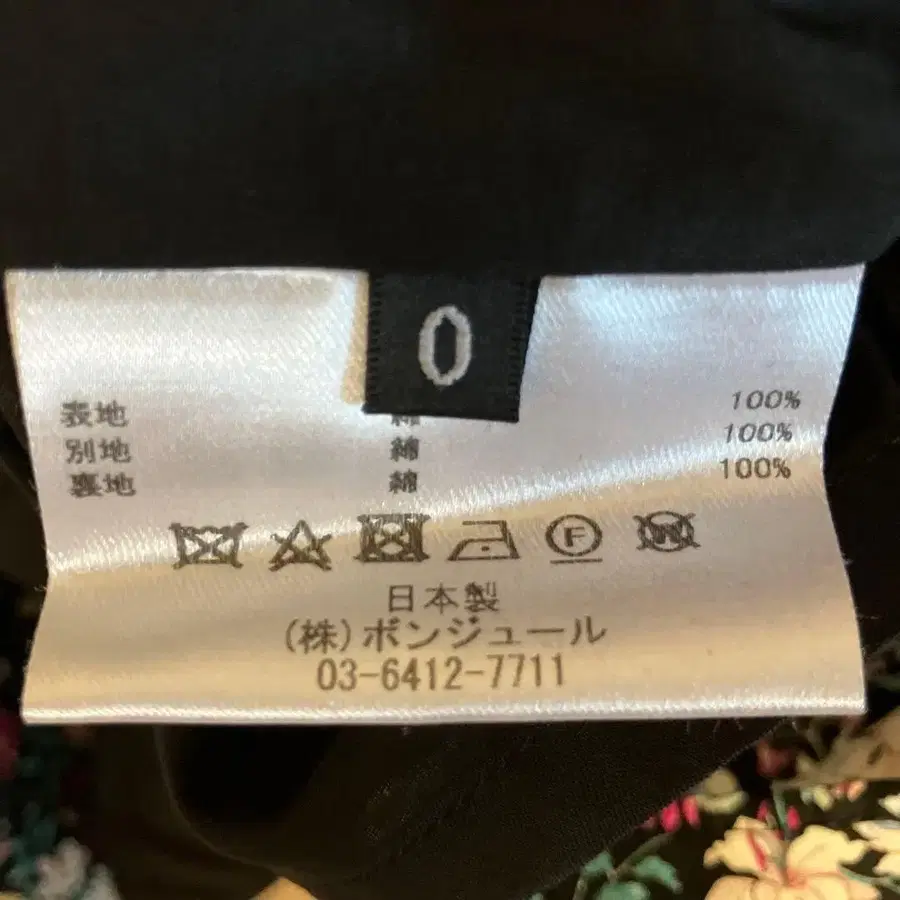 0
表地 綿 100%
別地 綿 100%
裏地 綿 100%
F W
日本製
(株)ボンジュール
03-6412-7711